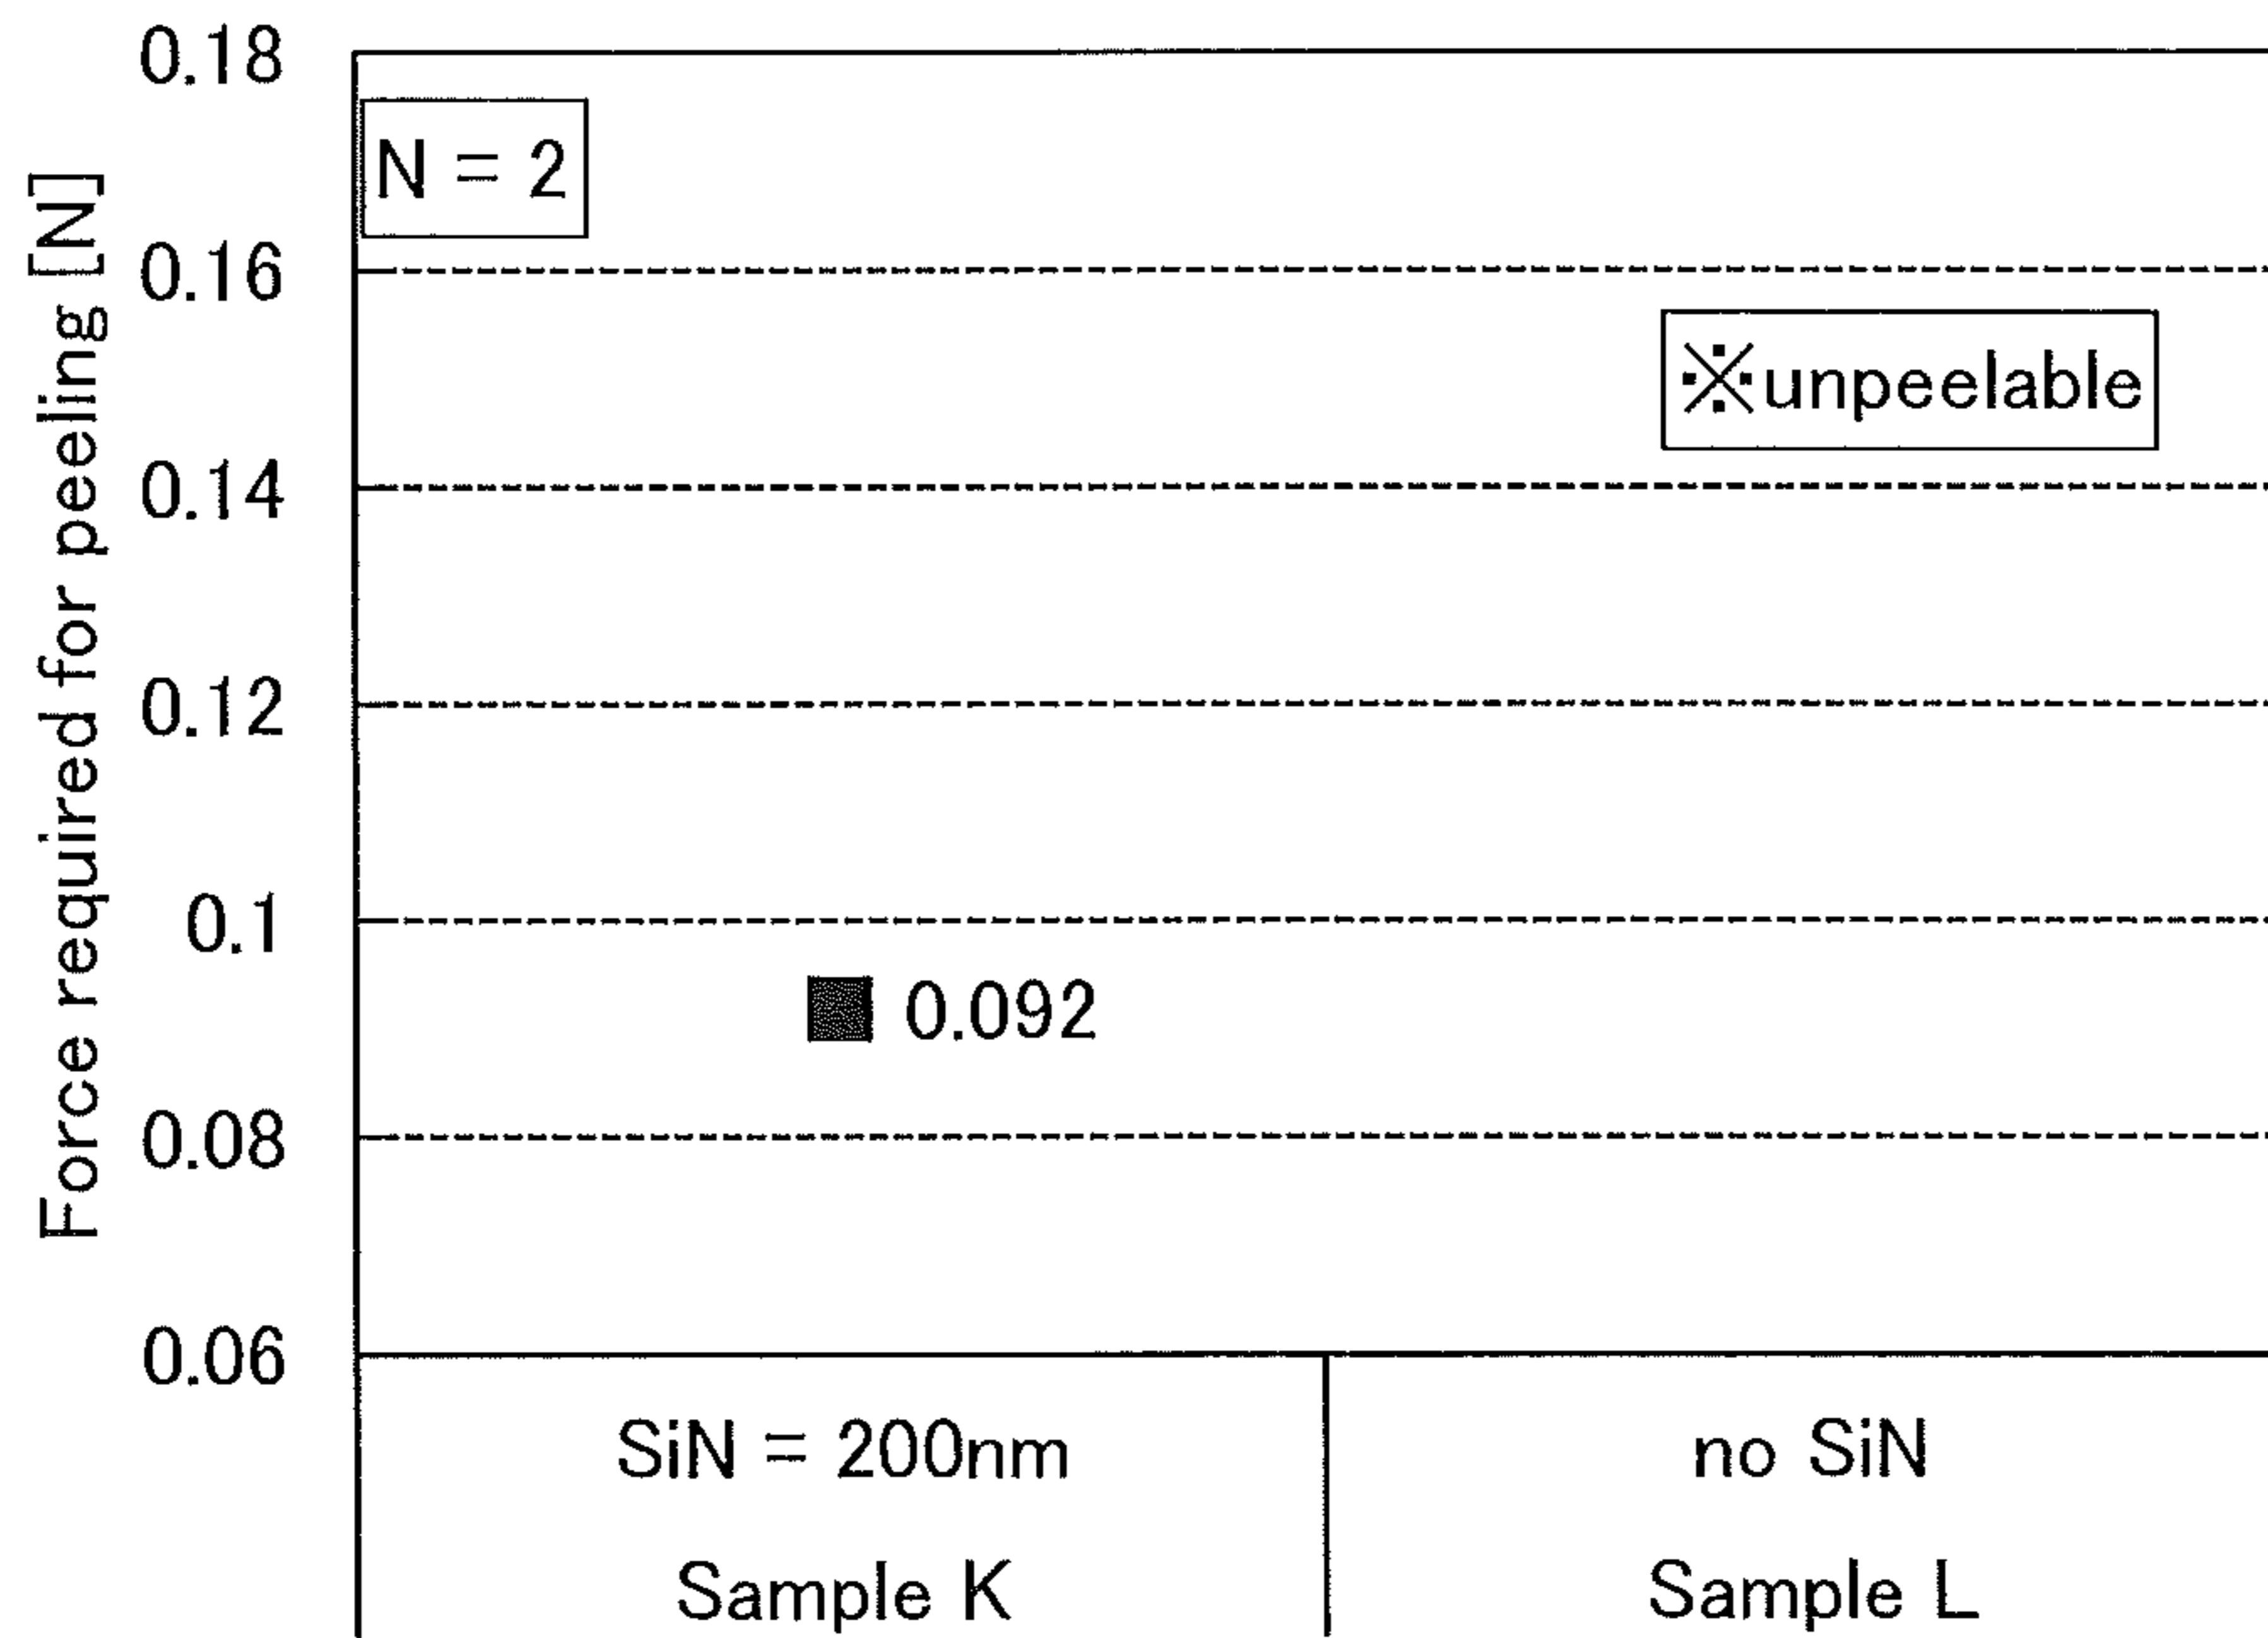 Force required for peeling [N]
0.18
0.16
0.14
0.12
0.1
0.08
0.06
N = 2
※unpeelable
0.092
SiN = 200nm
no SiN
Sample K
Sample L